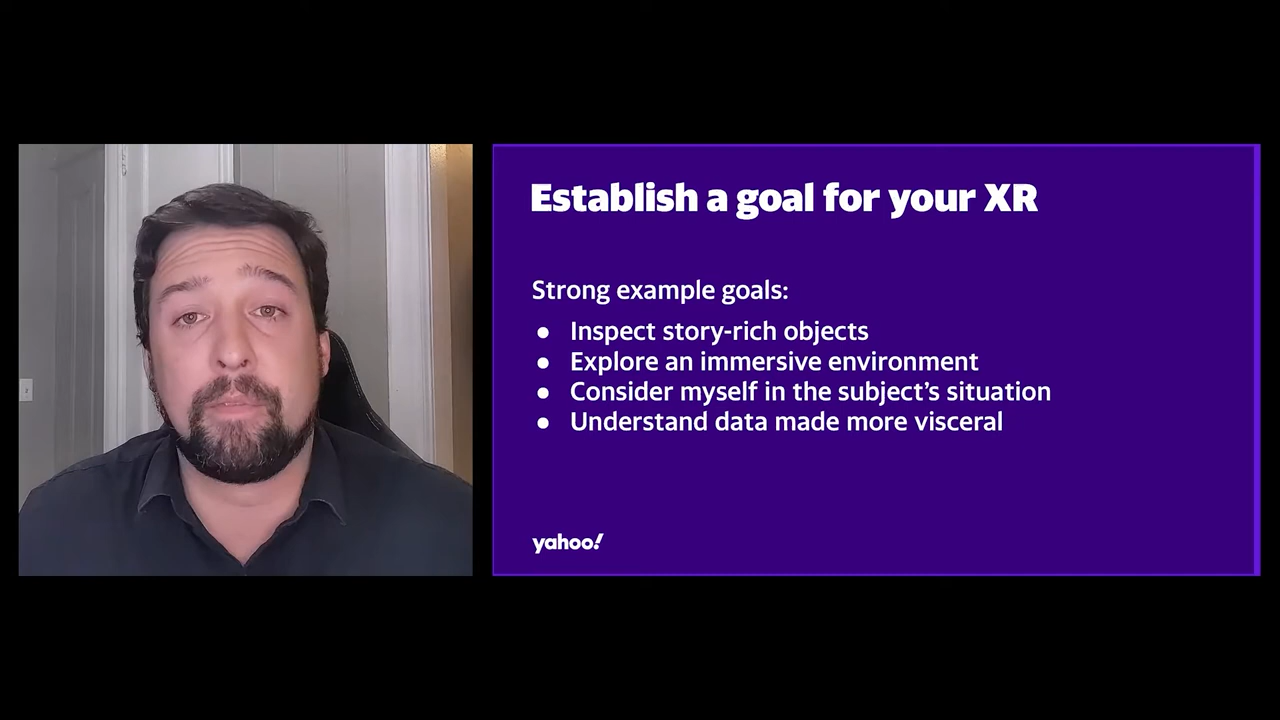 Establish a goal for your XR
Strong example goals:
● Inspect story-rich objects
● Explore an immersive environment
● Consider myself in the subject’s situation
● Understand data made more visceral
yahoo!